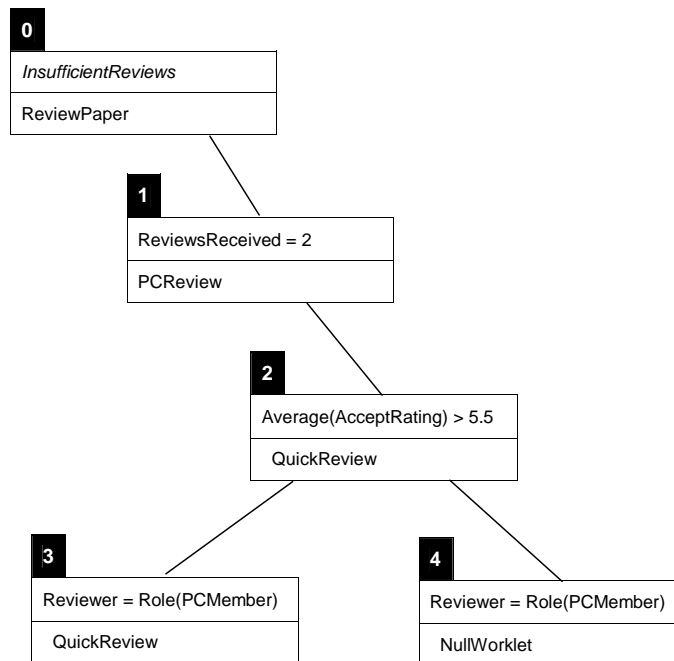 0
InsufficientReviews
ReviewPaper
1
ReviewsReceived = 2
PCReview
2
Average(AcceptRating) > 5.5
QuickReview
3
Reviewer = Role(PCMember)
QuickReview
4
Reviewer = Role(PCMember)
NullWorklet